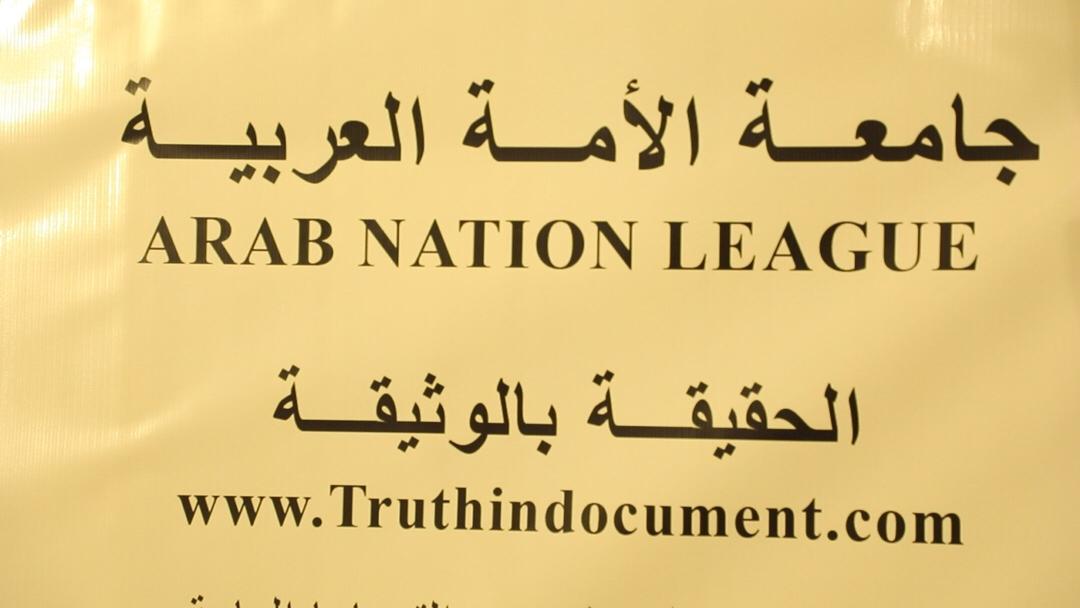 جامعة الأمة العربية
ARAB NATION LEAGUE
الحقيقة بالوثيقة
www.Truthindocument.com